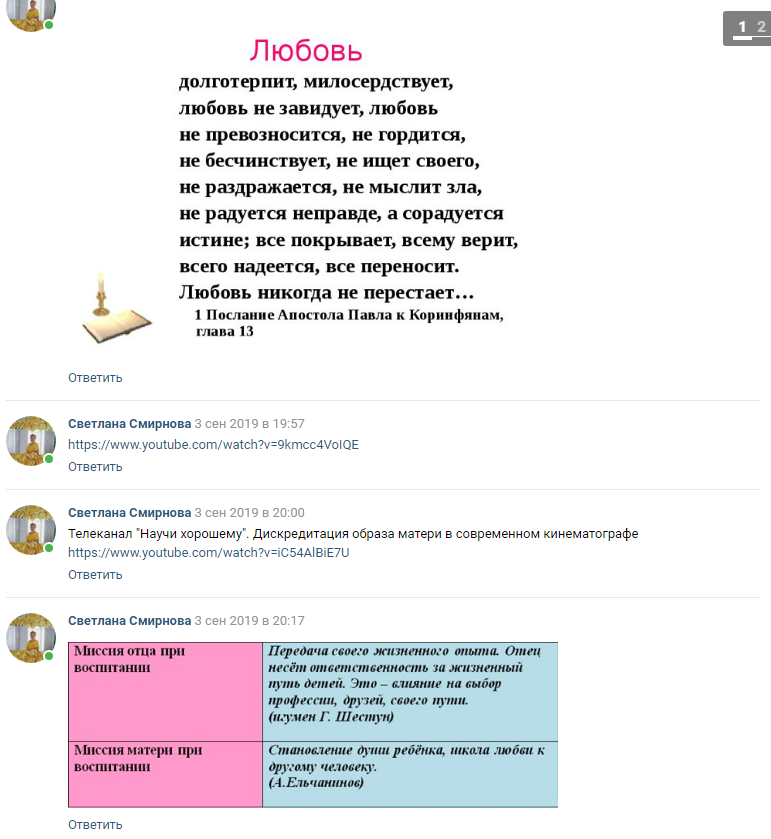 1 2
Любовь
долготерпит, милосердствует,
любовь не завидует, любовь
не превозносится, не гордится,
не бесчинствует, не ищет своего,
не раздражается, не мыслит зла,
не радуется неправде, а сорадуется
истине; все покрывает, всему верит,
всего надеется, все переносит.
Любовь никогда не перестает...
1 Послание Апостола Павла к Коринфянам,
глава 13
Ответить
Светлана Смирнова 3 сен 2019 в 19:57
https://www.youtube.com/watch?v=9kmcc4VoIQE
Ответить
Светлана Смирнова 3 сен 2019 в 20:00
Телеканал "Научи хорошему". Дискредитация образа матери в современном кинематографе
https://www.youtube.com/watch?v=iC54AlBiE7U
Ответить
Светлана Смирнова 3 сен 2019 в 20:17
Миссия отца при
воспитании
Передача своего жизненного опыта. Отец
несёт ответственность за жизненный
путь детей. Это – влияние на выбор
профессии, друзей, своего пути.
(игумен Г. Шестун)
Миссия матери при
воспитании
Становление души ребёнка, школа любви к
другому человеку.
(А.Ельчанинов)
Ответить